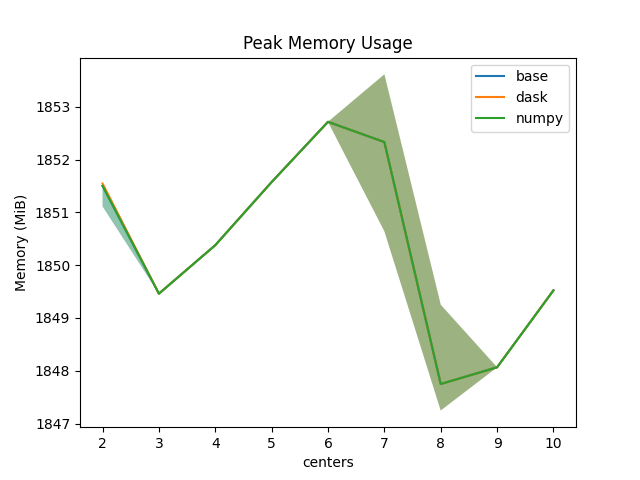 Peak Memory Usage
base
dask
numpy
Memory (MiB)
1853
1852
1851
1850
1849
1848
1847
2 3 4 5 6 7 8 9 10
centers